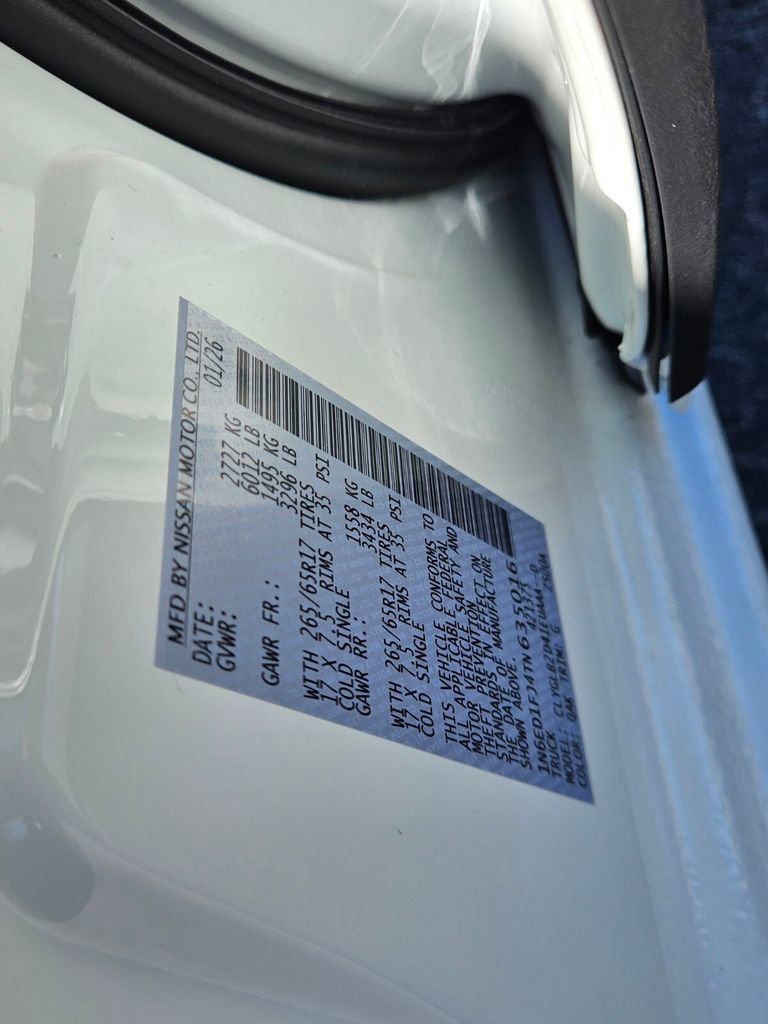 MFD BY NISSAN MOTOR CO., LTD.
DATE: 01/26
GVWR: 2727 KG
6012 LB
GAWR FR.: 1495 KG
3296 LB
WITH 265/65R17 TIRES
17 X 7.5 RIMS AT 35 PSI
COLD SINGLE
GAWR RR.: 1558 KG
3434 LB
WITH 265/65R17 TIRES
17 X 7.5 RIMS AT 35 PSI
COLD SINGLE
THIS VEHICLE CONFORMS TO
ALL APPLICABLE FEDERAL
MOTOR VEHICLE SAFETY AND
THEFT PREVENTION
STANDARDS IN EFFECT ON
THE DATE OF MANUFACTURE
SHOWN ABOVE.
1N6ED1FJ4TN635016
TRUCK 421173
MODEL:
COLOR: QAK TRIM: G